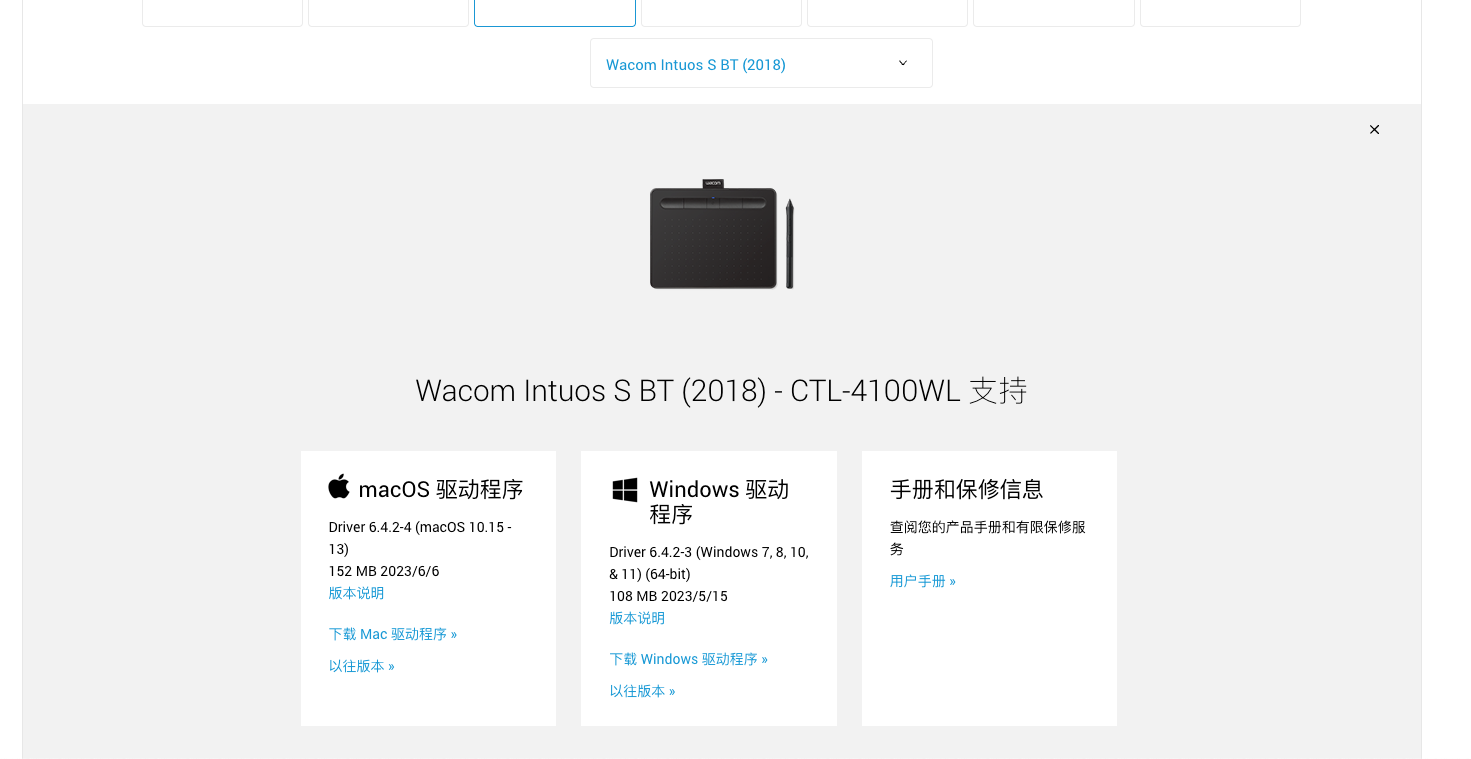 Wacom Intuos S BT (2018)
wacom
Wacom Intuos S BT (2018) - CTL-4100WL 支持
macOS 驱动程序
Driver 6.4.2-4 (macOS 10.15 -
13)
152 MB 2023/6/6
版本说明
下载 Mac 驱动程序 »
以往版本 »
Windows 驱动
程序
Driver 6.4.2-3 (Windows 7, 8, 10,
& 11) (64-bit)
108 MB 2023/5/15
版本说明
下载 Windows 驱动程序 »
以往版本 »
手册和保修信息
查阅您的产品手册和有限保修服
务
用户手册 »